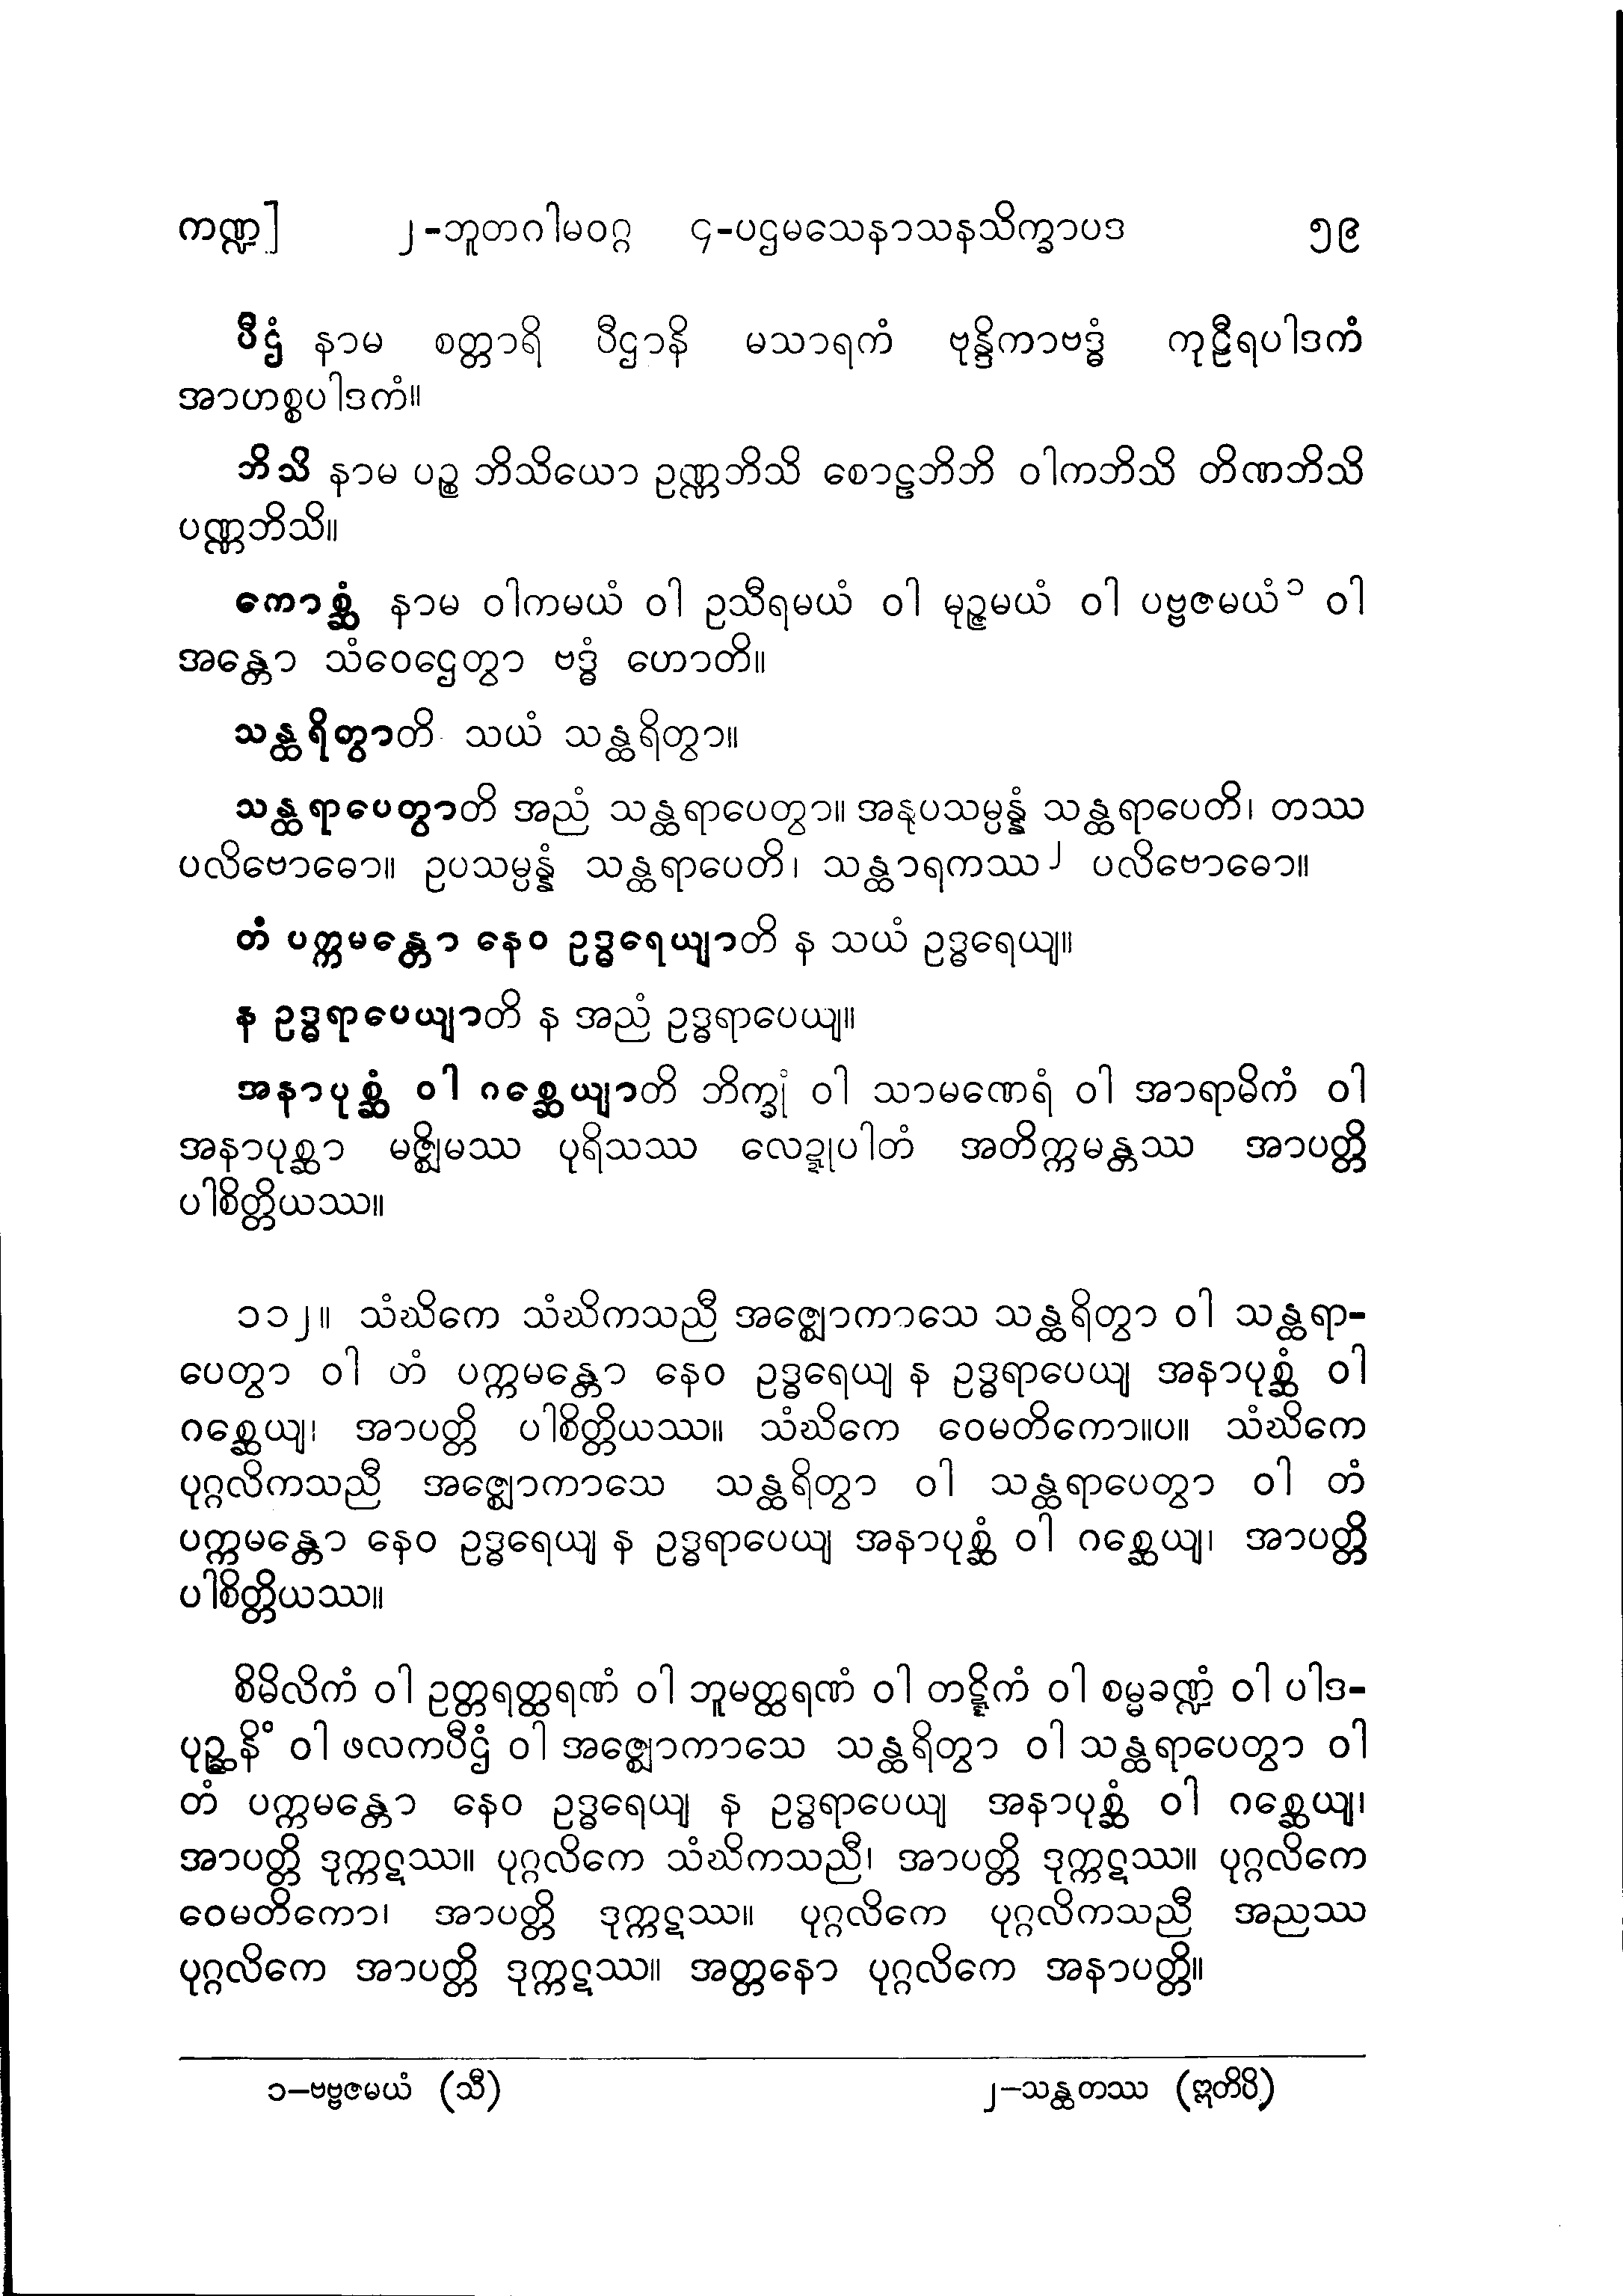 ကဏ္ဍ] ၂-ဘူတဂါမဝဂ္ဂ ၄-ပဌမသေနာသနသိက္ခာပဒ ၅၉
ပီဌံ နာမ စတ္တာရိ ပီဌာနိ မသာရကံ ဗုန္ဒိကာဗဒ္ဓံ ကုဠီရပါဒကံ
အာဟစ္စပါဒကံ။
ဘိသိ နာမ ပဉ္စ ဘိသိယော ဥဏ္ဏဘိသိ စောဠဘိဘိ ဝါကဘိသိ တိဏဘိသိ
ပဏ္ဏဘိသိ။
ကောစ္ဆံ နာမ ဝါကမယံ ဝါ ဥသီရမယံ ဝါ မုဉ္ဇမယံ ဝါ ပဗ္ဗဇမယံ၁ ဝါ
အန္တော သံဝေဌေတွာ ဗဒ္ဓံ ဟောတိ။
သန္ထရိတွာတိ သယံ သန္ထရိတွာ။
သန္ထရာပေတွာတိ အညံ သန္ထရာပေတွာ။ အနုပသမ္ပန္နံ သန္ထရာပေတိ၊ တဿ
ပလိဗောဓော။ ဥပသမ္ပန္နံ သန္ထရာပေတိ၊ သန္ထာရကဿ၂ ပလိဗောဓော။
တံ ပက္ကမန္တော နေဝ ဥဒ္ဓရေယျာတိ န သယံ ဥဒ္ဓရေယျ။
န ဥဒ္ဓရာပေယျာတိ န အညံ ဥဒ္ဓရာပေယျ။
အနာပုစ္ဆံ ဝါ ဂစ္ဆေယျာတိ ဘိက္ခုံ ဝါ သာမဏေရံ ဝါ အာရာမိကံ ဝါ
အနာပုစ္ဆာ မဇ္ဈိမဿ ပုရိသဿ လေဍ္ဍုပါတံ အတိက္ကမန္တဿ အာပတ္တိ
ပါစိတ္တိယဿ။
၁၁၂။ သံဃိကေ သံဃိကသညီ အဇ္ဈောကာသေ သန္ထရိတွာ ဝါ သန္ထရာ-
ပေတွာ ဝါ တံ ပက္ကမန္တော နေဝ ဥဒ္ဓရေယျ န ဥဒ္ဓရာပေယျ အနာပုစ္ဆံ ဝါ
ဂစ္ဆေယျ၊ အာပတ္တိ ပါစိတ္တိယဿ။ သံဃိကေ ဝေမတိကော။ပ။ သံဃိကေ
ပုဂ္ဂလိကသညီ အဇ္ဈောကာသေ သန္ထရိတွာ ဝါ သန္ထရာပေတွာ ဝါ တံ
ပက္ကမန္တော နေဝ ဥဒ္ဓရေယျ န ဥဒ္ဓရာပေယျ အနာပုစ္ဆံ ဝါ ဂစ္ဆေယျ၊ အာပတ္တိ
ပါစိတ္တိယဿ။
စိမိလိကံ ဝါ ဥတ္တရတ္ထရဏံ ဝါ ဘူမတ္ထရဏံ ဝါ တဋ္ဋိကံ ဝါ စမ္မခဏ္ဍံ ဝါ ပါဒ-
ပုဉ္ဆနိံ ဝါ ဖလကပီဌံ ဝါ အဇ္ဈောကာသေ သန္ထရိတွာ ဝါ သန္ထရာပေတွာ ဝါ
တံ ပက္ကမန္တော နေဝ ဥဒ္ဓရေယျ န ဥဒ္ဓရာပေယျ အနာပုစ္ဆံ ဝါ ဂစ္ဆေယျ၊
အာပတ္တိ ဒုက္ကဋဿ။ ပုဂ္ဂလိကေ သံဃိကသညီ၊ အာပတ္တိ ဒုက္ကဋဿ။ ပုဂ္ဂလိကေ
ဝေမတိကော၊ အာပတ္တိ ဒုက္ကဋဿ။ ပုဂ္ဂလိကေ ပုဂ္ဂလိကသညီ အညဿ
ပုဂ္ဂလိကေ အာပတ္တိ ဒုက္ကဋဿ။ အတ္တနော ပုဂ္ဂလိကေ အနာပတ္တိ။
၁−ဗဗ္ဗဇမယံ (သီ) ၂−သန္ထတဿ (ဣတိပိ)